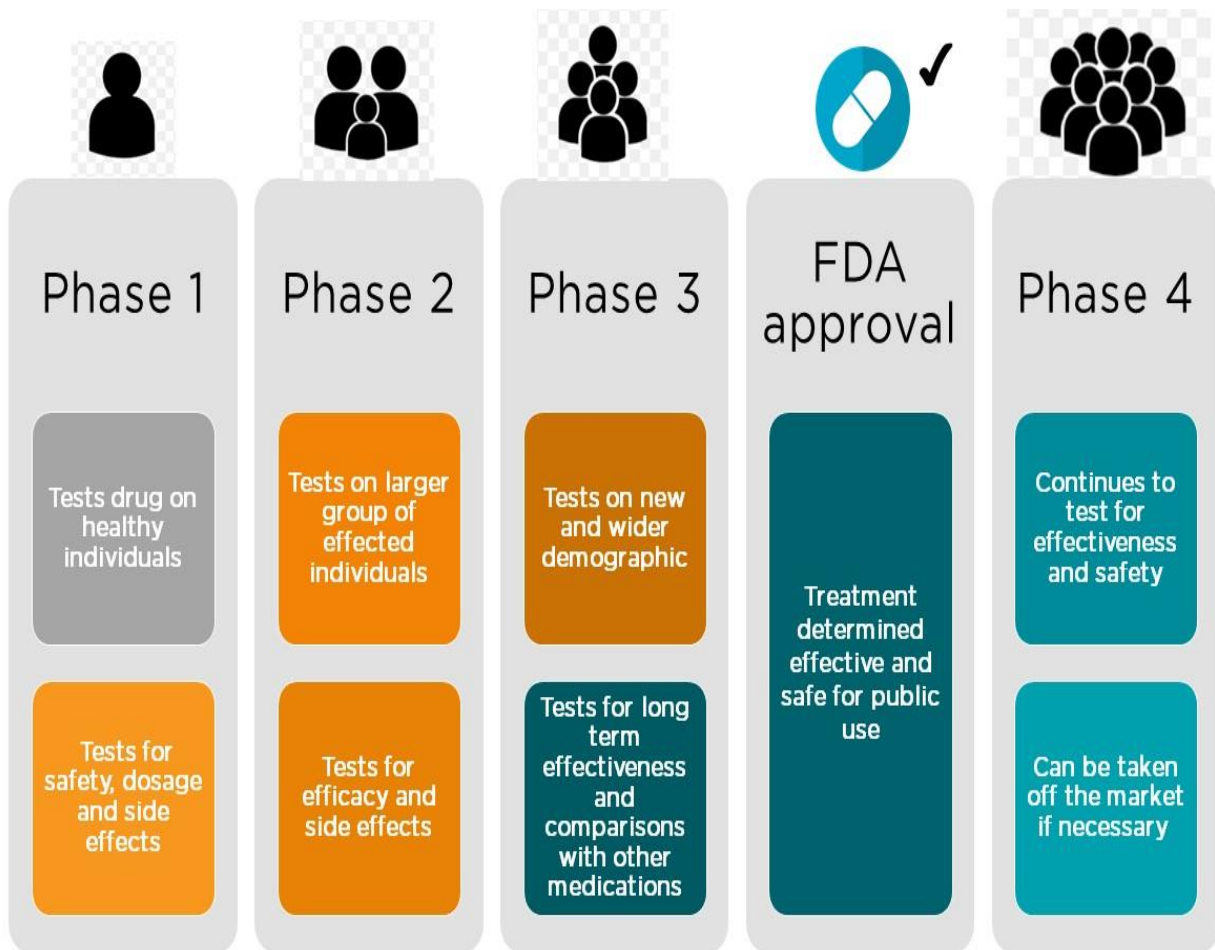 Phase 1
Tests drug on
healthy
individuals
Tests for
safety, dosage
and side
effects
Phase 2
Tests on larger
group of
effected
individuals
Tests for
efficacy and
side effects
Phase 3
Tests on new
and wider
demographic
Tests for long
term
effectiveness
and
comparisons
with other
medications
FDA
approval
Treatment
determined
effective and
safe for public
use
Phase 4
Continues to
test for
effectiveness
and safety
Can be taken
off the market
if necessary